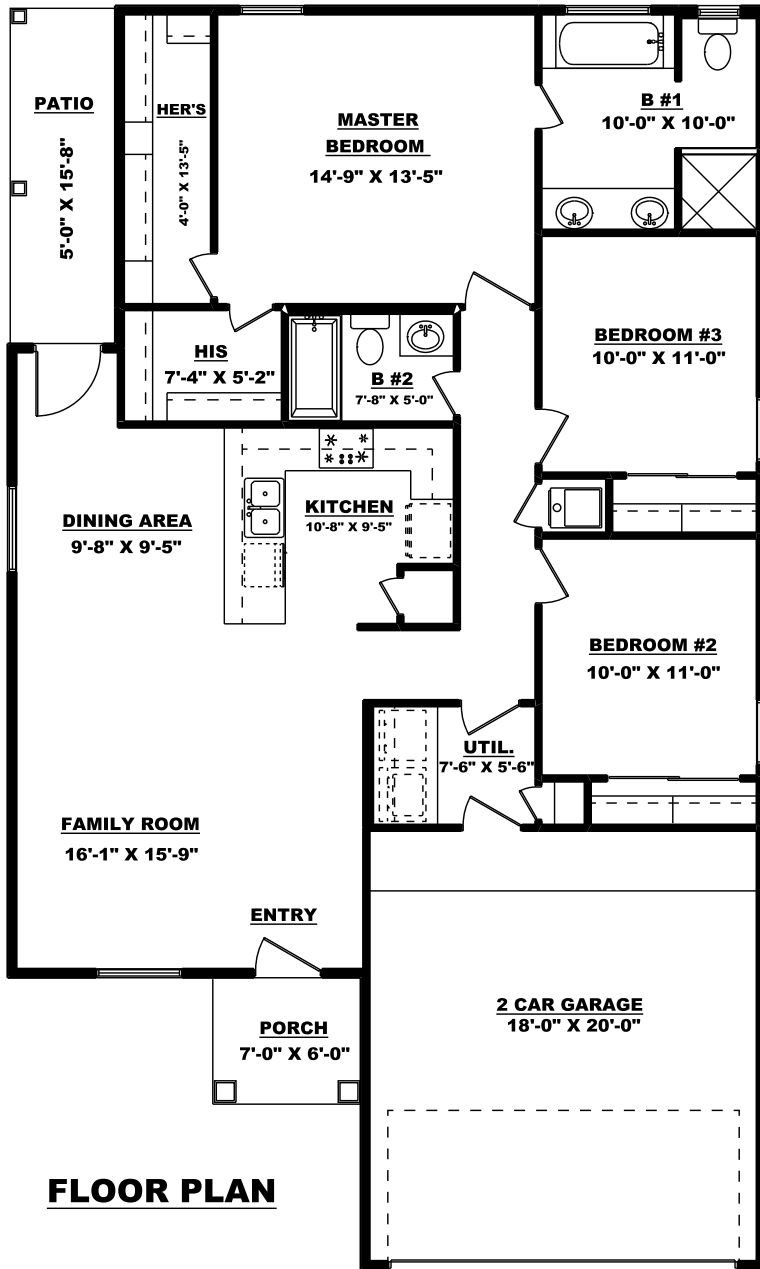 PATIO
5'-0" X 15'-8"
HER'S
4'-0" X 13'-5"
MASTER
BEDROOM
14'-9" X 13'-5"
B #1
10'-0" X 10'-0"
HIS
7'-4" X 5'-2"
B #2
7'-8" X 5'-0"
BEDROOM #3
10'-0" X 11'-0"
DINING AREA
9'-8" X 9'-5"
KITCHEN
10'-8" X 9'-5"
BEDROOM #2
10'-0" X 11'-0"
UTIL.
7'-6" X 5'-6"
FAMILY ROOM
16'-1" X 15'-9"
ENTRY
PORCH
7'-0" X 6'-0"
2 CAR GARAGE
18'-0" X 20'-0"
FLOOR PLAN